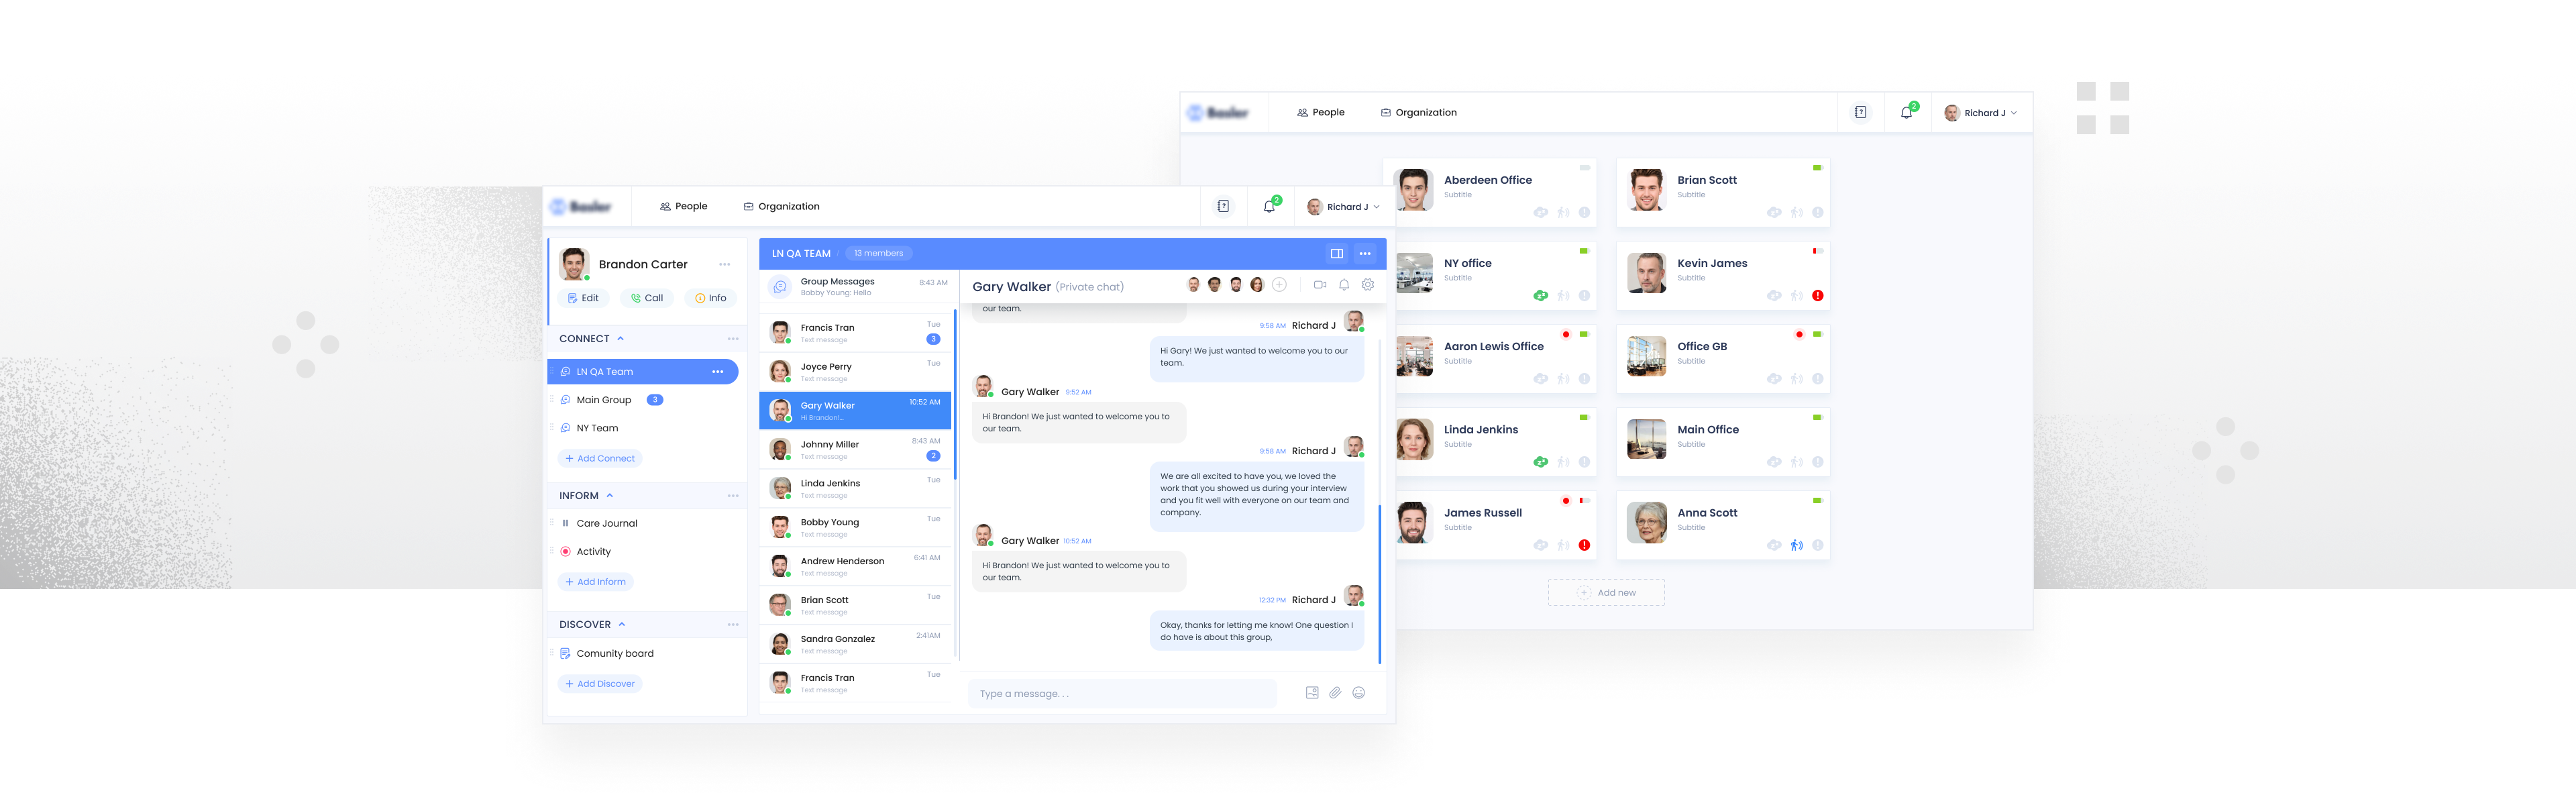 People
Organization
2
Richard J
Aberdeen Office
Subtitle
Brian Scott
Subtitle
NY office
Subtitle
Kevin James
Subtitle
Aaron Lewis Office
Subtitle
Office GB
Subtitle
Linda Jenkins
Subtitle
Main Office
Subtitle
James Russell
Subtitle
Anna Scott
Subtitle
Add new
People
Organization
2
Richard J
Brandon Carter
Edit
Call
Info
CONNECT
LN QA Team
Main Group
3
NY Team
+ Add Connect
INFORM
Care Journal
Activity
+ Add Inform
DISCOVER
Comunity board
+ Add Discover
LN QA TEAM / 13 members
Group Messages
8:43 AM
Bobby Young: Hello
Francis Tran
Tue
Text message
3
Joyce Perry
Tue
Text message
Gary Walker
10:52 AM
Hi Brandon!...
Johnny Miller
8:43 AM
Text message
2
Linda Jenkins
Tue
Text message
Bobby Young
Tue
Text message
Andrew Henderson
6:41 AM
Text message
Brian Scott
Tue
Text message
Sandra Gonzalez
2:41AM
Text message
Francis Tran
Tue
Text message
Gary Walker (Private chat)
our team.
9:58 AM Richard J
Hi Gary! We just wanted to welcome you to our
team.
Gary Walker 9:52 AM
Hi Brandon! We just wanted to welcome you to
our team.
9:58 AM Richard J
We are all excited to have you, we loved the
work that you showed us during your interview
and you fit well with everyone on our team and
company.
Gary Walker 10:52 AM
Hi Brandon! We just wanted to welcome you to
our team.
12:32 PM Richard J
Okay, thanks for letting me know! One question I
do have is about this group,
Type a message. . .